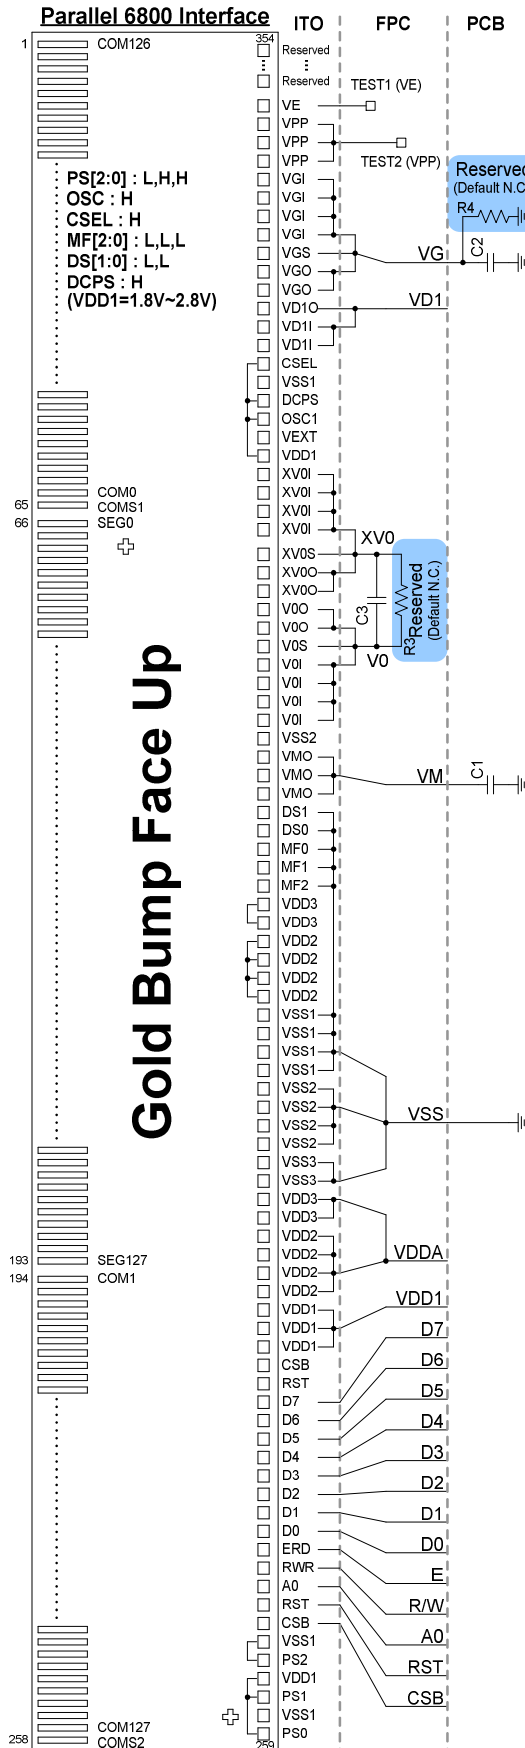 Parallel 6800 Interface
ITO FPC PCB
1 COM126
354
Reserved
Reserved
TEST1 (VE)
VE
VPP
VPP
VPP
TEST2 (VPP)
PS[2:0] : L,H,H
OSC : H
CSEL : H
MF[2:0] : L,L,L
DS[1:0] : L,L
DCPS : H
(VDD1=1.8V~2.8V)
Reserved
(Default N.C
R4
C2
VGI
VGI
VGI
VGI
VGS VG
VGO
VGO
VD1O VD1
VD1I
VD1I
CSEL
VSS1
DCPS
OSC1
VEXT
VDD1
XV0I
COM0
XV0I
65 COMS1
XV0I
66 SEG0
XV0I
XV0
XV0S
XV0O
XV0O
C3
R3 Reserved
(Default N.C.)
V0O
V0O
V0S
V0
V0I
V0I
V0I
V0I
Gold Bump Face Up
VSS2
VMO
VMO VM
C1
VMO
DS1
DS0
MF0
MF1
MF2
VDD3
VDD3
VDD2
VDD2
VDD2
VDD2
VSS1
VSS1
VSS1
VSS1
VSS2
VSS2 VSS
VSS2
VSS2
VSS3
VSS3
VDD3
VDD3
VDD2
VDD2 VDDA
193 SEG127
VDD2
194 COM1
VDD2
VDD1 VDD1
VDD1 D7
VDD1
CSB D6
RST D5
D7
D6 D4
D5
D4 D3
D3
D2 D2
D1 D1
D0 D0
ERD
RWR E
A0 R/W
RST
CSB A0
VSS1
PS2 RST
VDD1
PS1 CSB
VSS1
COM127
PS0
258 COMS2
259